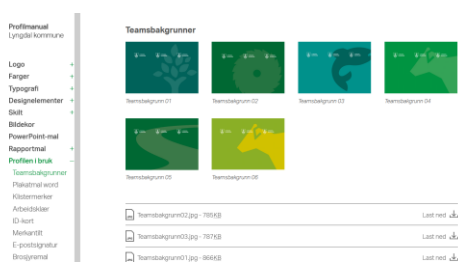 Profilmanual
Lyngdal kommune
Logo +
Farger +
Typografi +
Designelementer +
Skilt +
Bildekor
PowerPoint-mal
Rapportmal +
Profilen i bruk –
Teamsbakgrunner
Plakatmal word
Klistermerker
Arbeidsklær
ID-kort
Merkantilt
E-postsignatur
Brosjyremal
Teamsbakgrunner
Teamsbakgrunn 01
Teamsbakgrunn 02
Teamsbakgrunn 03
Teamsbakgrunn 04
Teamsbakgrunn 05
Teamsbakgrunn 06
Teamsbakgrunn02.jpg - 785KB Last ned
Teamsbakgrunn03.jpg - 787KB Last ned
Teamsbakgrunn01.jpg - 866KB Last ned